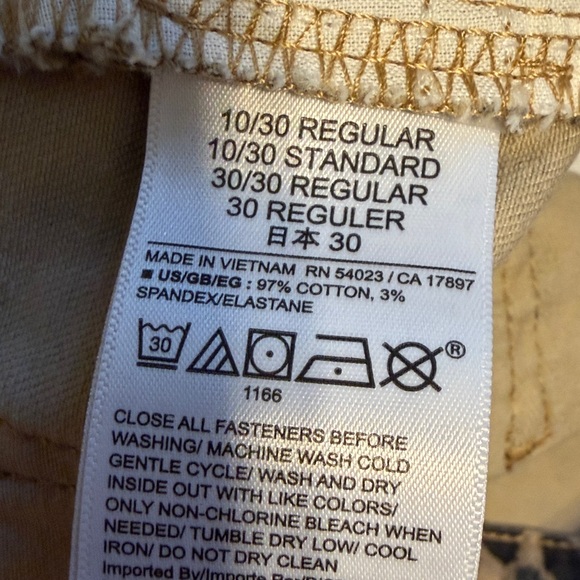 10/30 REGULAR
10/30 STANDARD
30/30 REGULAR
30 REGULER
日本 30
MADE IN VIETNAM RN 54023 / CA 17897
■ US/GB/EG : 97% COTTON, 3%
SPANDEX/ELASTANE
30
®
1166
CLOSE ALL FASTENERS BEFORE
WASHING/ MACHINE WASH COLD
GENTLE CYCLE/ WASH AND DRY
INSIDE OUT WITH LIKE COLORS/
ONLY NON-CHLORINE BLEACH WHEN
NEEDED/ TUMBLE DRY LOW/ COOL
IRON/ DO NOT DRY CLEAN
Imported By/Importe